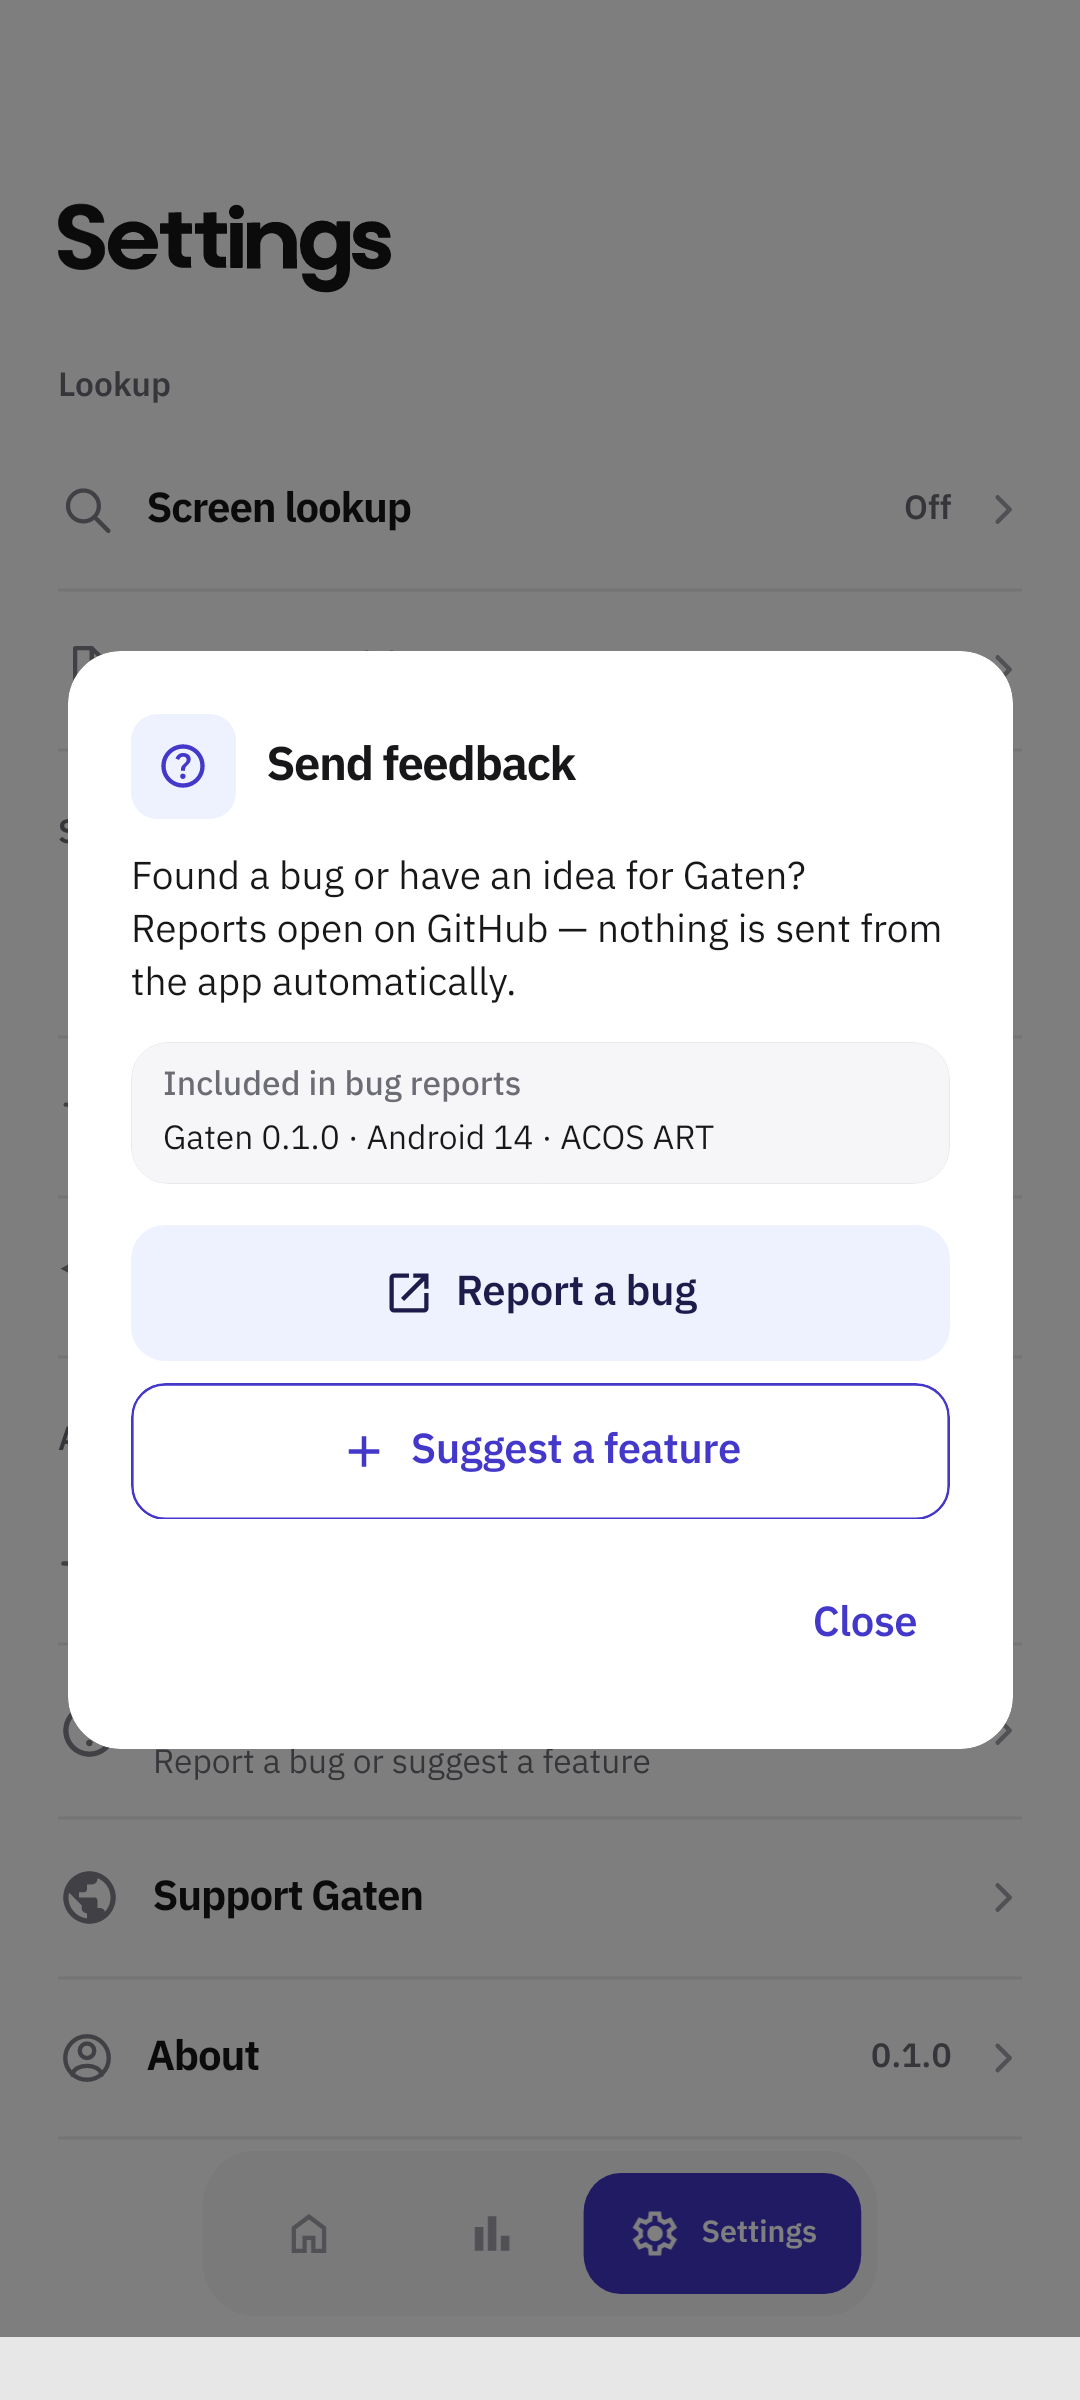 Settings
Lookup
Screen lookup
Off
Send feedback
Found a bug or have an idea for Gaten?
Reports open on GitHub — nothing is sent from
the app automatically.
Included in bug reports
Gaten 0.1.0 · Android 14 · ACOS ART
Report a bug
Suggest a feature
Close
Report a bug or suggest a feature
Support Gaten
About
0.1.0
Settings